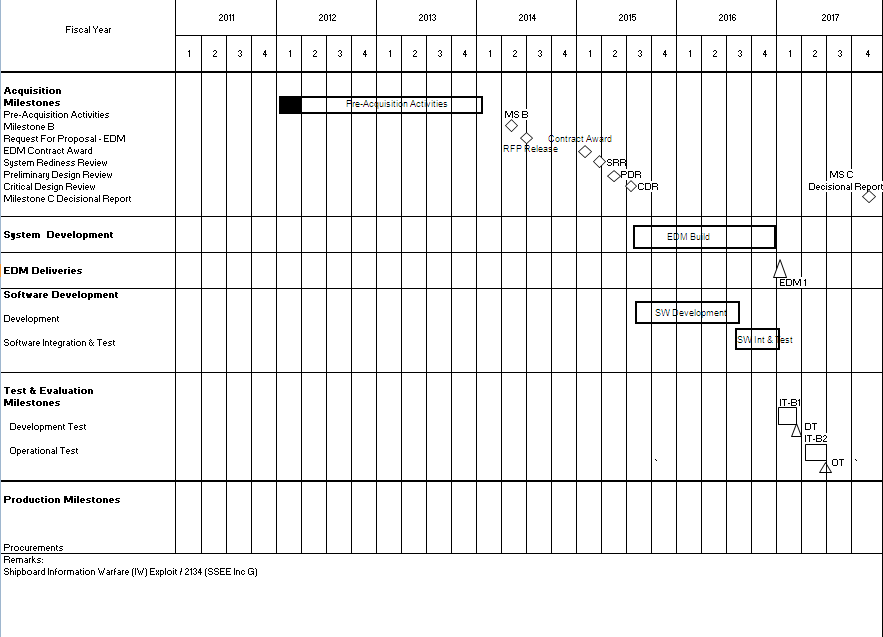 Fiscal Year
2011 2012 2013 2014 2015 2016 2017
1 2 3 4 1 2 3 4 1 2 3 4 1 2 3 4 1 2 3 4 1 2 3 4 1 2 3 4
Acquisition
Milestones
Pre-Acquisition Activities
Pre-Acquisition Activities
MS B
Milestone B
Request For Proposal - EDM
Contract Award
RFP Release
EDM Contract Award
System Rediness Review
SRR
Preliminary Design Review
PDR
MS C
Critical Design Review
CDR
Decisional Report
Milestone C Decisional Report
System Development
EDM Build
EDM Deliveries
EDM 1
Software Development
Development
SW Development
Software Integration & Test
SW Int & Test
Test & Evaluation
Milestones
IT-B1
Development Test
DT
IT-B2
Operational Test
OT
Production Milestones
Procurements
Remarks:
Shipboard Information Warfare (IW) Exploit / 2134 (SSEE Inc G)